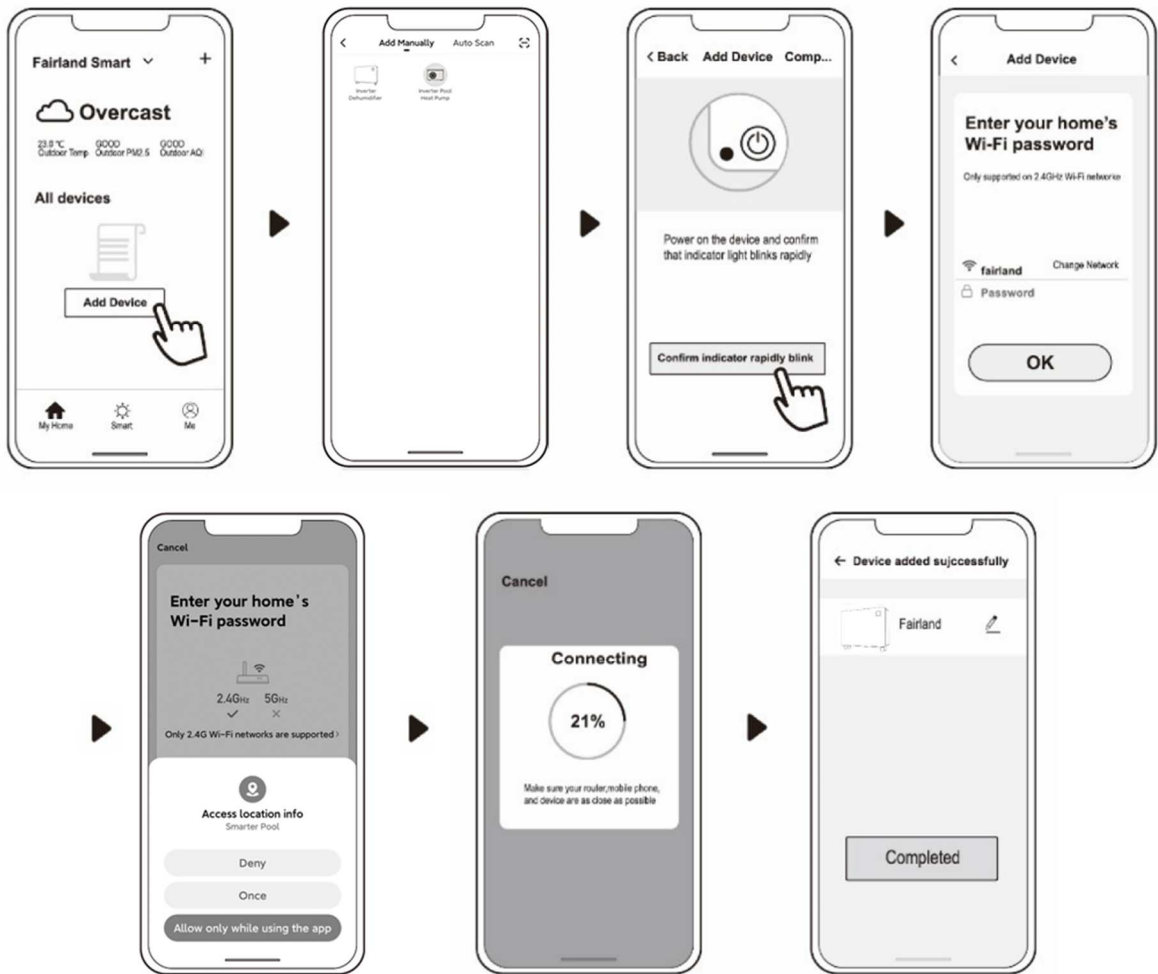 Fairland Smart
+
Overcast
23.8 ℃ GOOD GOOD
Outdoor Temp Outdoor PM2.5 Outdoor AQI
All devices
Add Device
My Home Smart Me
Add Manually Auto Scan
Inverter Dehumidifier
Inverter Pool Heat Pump
< Back Add Device Comp...
Power on the device and confirm
that indicator light blinks rapidly
Confirm indicator rapidly blink
< Add Device
Enter your home's
Wi-Fi password
Only supported on 2.4GHz Wi-Fi networke
fairland Change Network
Password
OK
Cancel
Enter your home's
Wi-Fi password
2.4GHz 5GHz
✓ ×
Only 2.4G Wi-Fi networks are supported >
Access location info
Smarter Pool
Deny
Once
Allow only while using the app
Cancel
Connecting
21%
Make sure your router,mobile phone,
and device are as close as possible
← Device added sujccessfully
Fairland
Completed